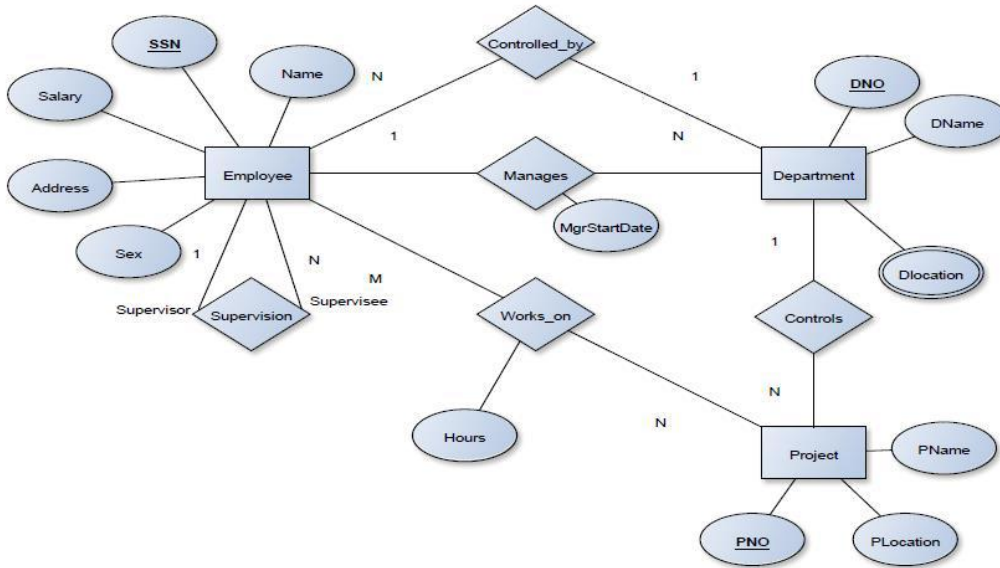 Controlled_by
SSN
Name
N
1
DNO
Salary
DName
1
N
Employee
Manages
Department
Address
MgrStartDate
Sex
1
N
M
1
Dlocation
Supervisor
Supervision
Supervisee
Works_on
Controls
N
Hours
N
Project
PName
PNO
PLocation